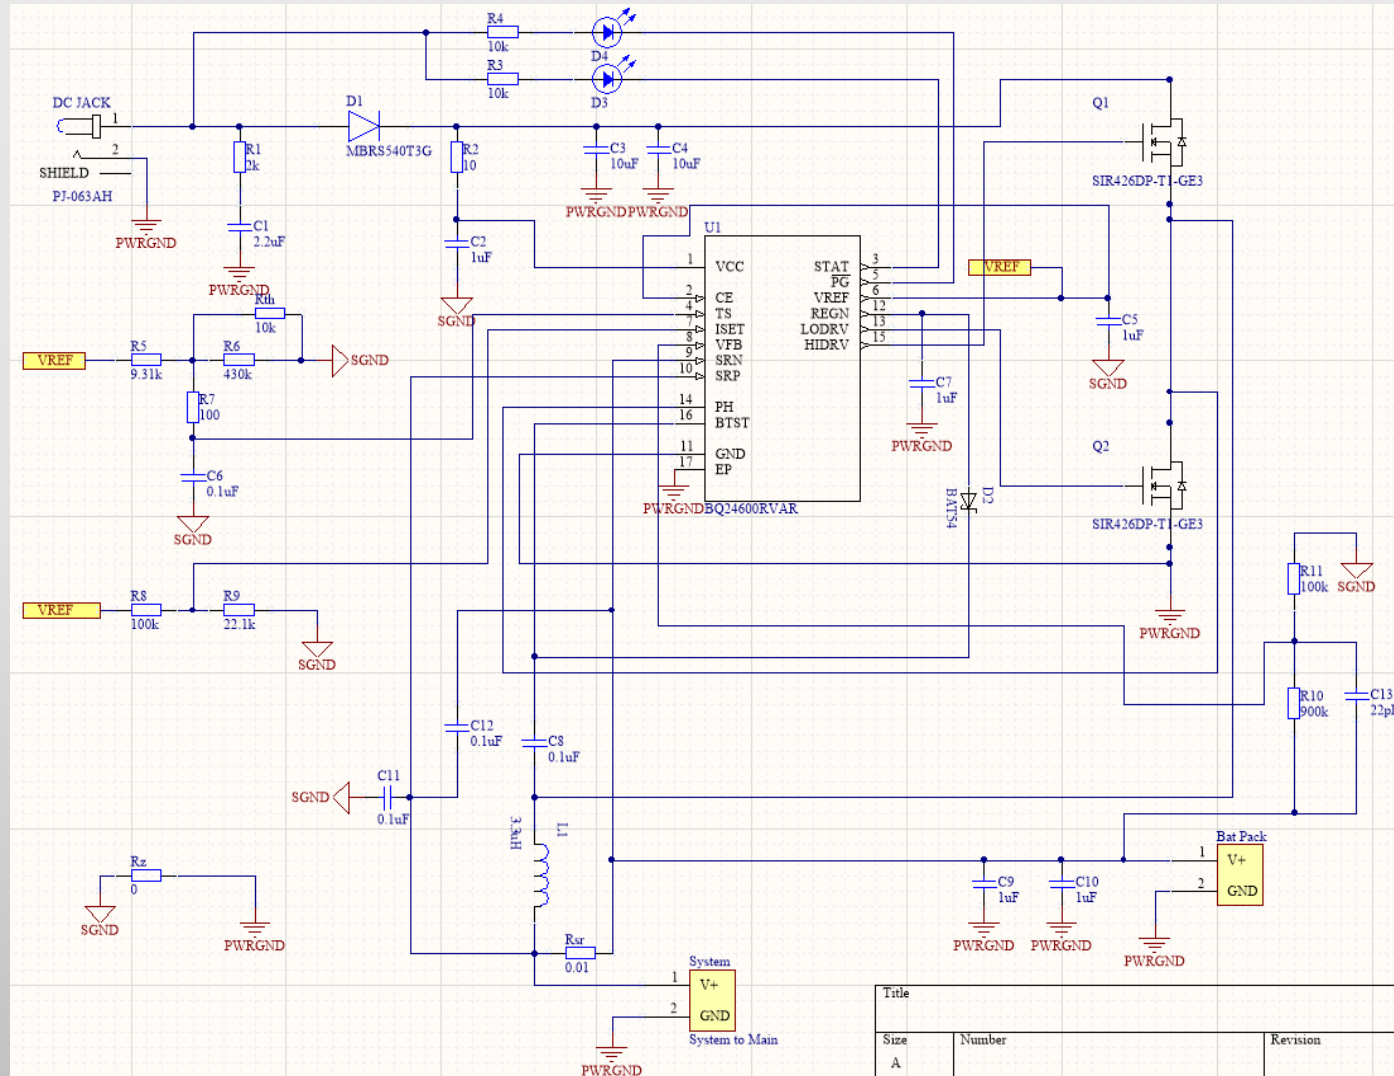 R4
10k
D4
R3
10k
D3
DC JACK
1
2
SHIELD
PJ-063AH
PWRGND
D1
MBRS540T3G
R1
2k
C1
2.2uF
PWRGND
R2
10
C2
1uF
SGND
C3
10uF
PWRGND
C4
10uF
PWRGND
Q1
SIR426DP-T1-GE3
U1
1 VCC
2 CE
4 TS
7 ISET
8 VFB
9 SRN
10 SRP
14 PH
16 BTST
11 GND
17 EP
STAT 3
PG 5
VREF 6
REGN 12
LODRV 13
HIDRV 15
PWRGND
BQ24600RVAR
VREF
C5
1uF
SGND
C7
1uF
PWRGND
D2
BAT54
Q2
SIR426DP-T1-GE3
PWRGND
Rth
10k
VREF
R5
9.31k
R6
430k
SGND
R7
100
C6
0.1uF
SGND
VREF
R8
100k
R9
22.1k
SGND
R11
100k
SGND
R10
900k
C13
C12
0.1uF
C8
0.1uF
SGND
C11
0.1uF
L1
3.3uH
Rz
0
SGND
PWRGND
Rsr
0.01
System
1 V+
2 GND
System to Main
PWRGND
C9
1uF
PWRGND
C10
1uF
PWRGND
Bat Pack
1 V+
2 GND
PWRGND
Title
Size
A
Number
Revision